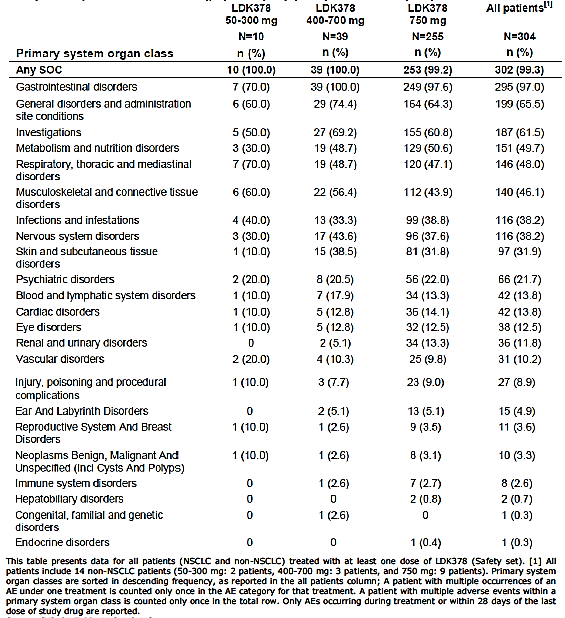 LDK378 LDK378 LDK378 All patients[1]
50-300 mg 400-700 mg 750 mg
N=10 N=39 N=255 N=304
Primary system organ class n (%) n (%) n (%) n (%)
Any SOC 10 (100.0) 39 (100.0) 253 (99.2) 302 (99.3)
Gastrointestinal disorders 7 (70.0) 39 (100.0) 249 (97.6) 295 (97.0)
General disorders and administration 6 (60.0) 29 (74.4) 164 (64.3) 199 (65.5)
site conditions
Investigations 5 (50.0) 27 (69.2) 155 (60.8) 187 (61.5)
Metabolism and nutrition disorders 3 (30.0) 19 (48.7) 129 (50.6) 151 (49.7)
Respiratory, thoracic and mediastinal 7 (70.0) 19 (48.7) 120 (47.1) 146 (48.0)
disorders
Musculoskeletal and connective tissue 6 (60.0) 22 (56.4) 112 (43.9) 140 (46.1)
disorders
Infections and infestations 4 (40.0) 13 (33.3) 99 (38.8) 116 (38.2)
Nervous system disorders 3 (30.0) 17 (43.6) 96 (37.6) 116 (38.2)
Skin and subcutaneous tissue 1 (10.0) 15 (38.5) 81 (31.8) 97 (31.9)
disorders
Psychiatric disorders 2 (20.0) 8 (20.5) 56 (22.0) 66 (21.7)
Blood and lymphatic system disorders 1 (10.0) 7 (17.9) 34 (13.3) 42 (13.8)
Cardiac disorders 1 (10.0) 5 (12.8) 36 (14.1) 42 (13.8)
Eye disorders 1 (10.0) 5 (12.8) 32 (12.5) 38 (12.5)
Renal and urinary disorders 0 2 (5.1) 34 (13.3) 36 (11.8)
Vascular disorders 2 (20.0) 4 (10.3) 25 (9.8) 31 (10.2)
Injury, poisoning and procedural 1 (10.0) 3 (7.7) 23 (9.0) 27 (8.9)
complications
Ear And Labyrinth Disorders 0 2 (5.1) 13 (5.1) 15 (4.9)
Reproductive System And Breast 1 (10.0) 1 (2.6) 9 (3.5) 11 (3.6)
Disorders
Neoplasms Benign, Malignant And 1 (10.0) 1 (2.6) 8 (3.1) 10 (3.3)
Unspecified (Incl Cysts And Polyps)
Immune system disorders 0 1 (2.6) 7 (2.7) 8 (2.6)
Hepatobiliary disorders 0 0 2 (0.8) 2 (0.7)
Congenital, familial and genetic 0 1 (2.6) 0 1 (0.3)
disorders
Endocrine disorders 0 0 1 (0.4) 1 (0.3)
This table presents data for all patients (NSCLC and non-NSCLC) treated with at least one dose of LDK378 (Safety set). [1] All
patients include 14 non-NSCLC patients (50-300 mg: 2 patients, 400-700 mg: 3 patients, and 750 mg: 9 patients). Primary system
organ classes are sorted in descending frequency, as reported in the all patients column; A patient with multiple occurrences of an
AE under one treatment is counted only once in the AE category for that treatment. A patient with multiple adverse events within a
primary system organ class is counted only once in the total row. Only AEs occurring during treatment or within 28 days of the last
dose of study drug are reported.